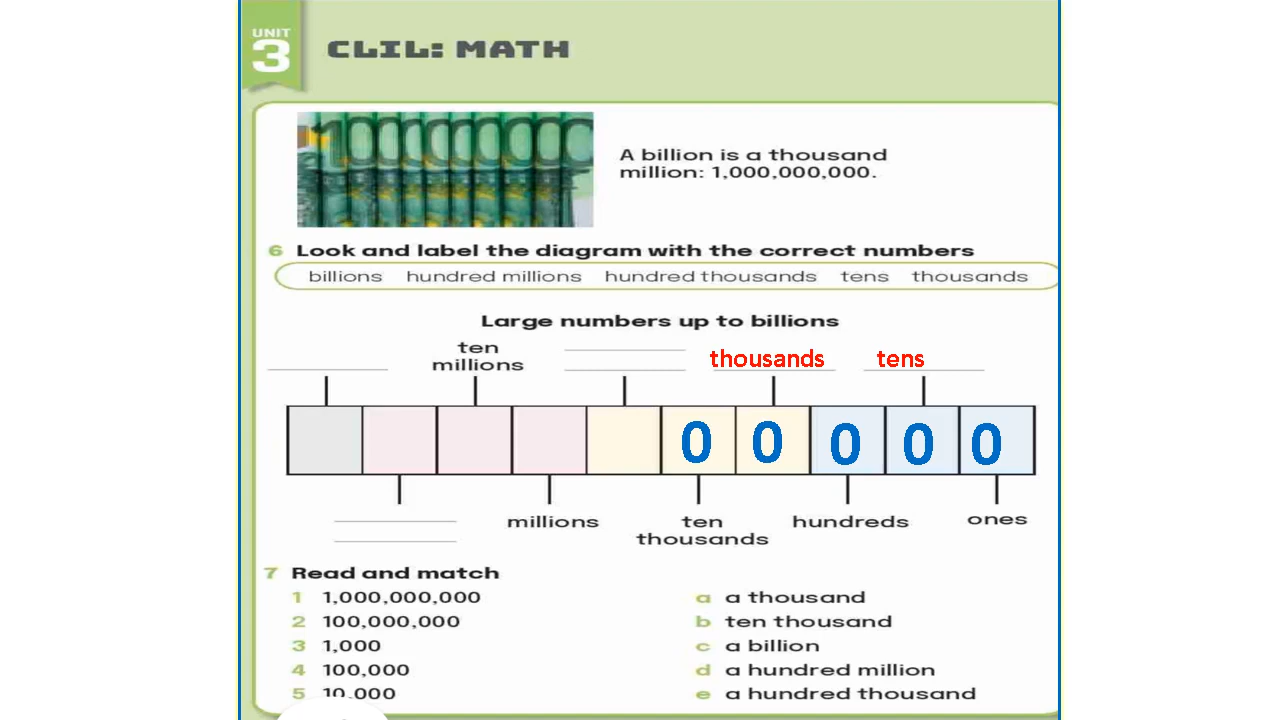 UNIT
3
CLIL: MATH
1000000000
A billion is a thousand
million: 1,000,000,000.
6 Look and label the diagram with the correct numbers
billions hundred millions hundred thousands tens thousands
Large numbers up to billions
ten
millions
thousands tens
0 0 0 0 0
millions
ten
thousands
hundreds
ones
7 Read and match
1 1,000,000,000 a a thousand
2 100,000,000 b ten thousand
3 1,000 c a billion
4 100,000 d a hundred million
5 10,000 e a hundred thousand